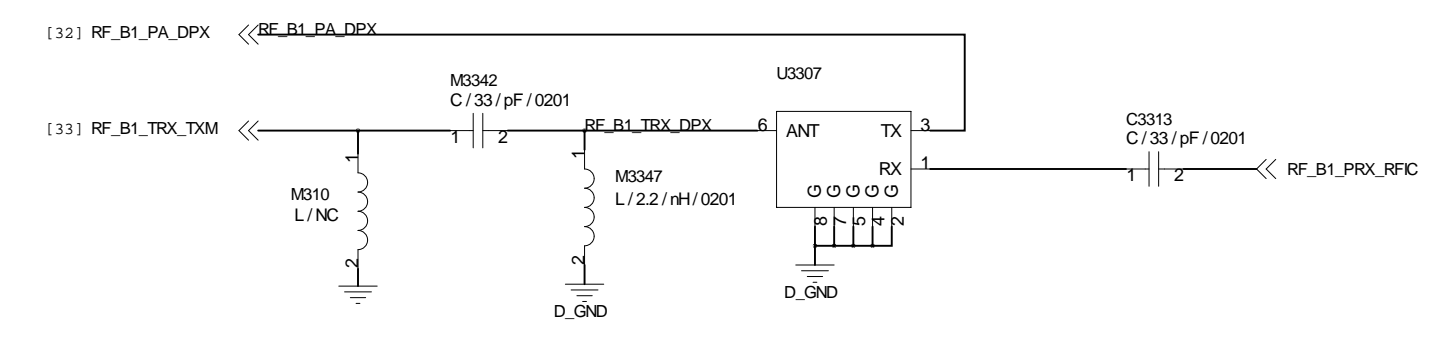 [32] RF_B1_PA_DPX RF_B1_PA_DPX
U3307
M3342
C / 33 / pF / 0201
[33] RF_B1_TRX_TXM 1 2 RF_B1_TRX_DPX 6 ANT TX 3
C3313
C / 33 / pF / 0201
RX 1 1 2 RF_B1_PRX_RFIC
1 1
M310
L / NC
M3347
L / 2.2 / nH / 0201
G G G G G
8 7 5 4 2
2 2
D_GND
D_GND